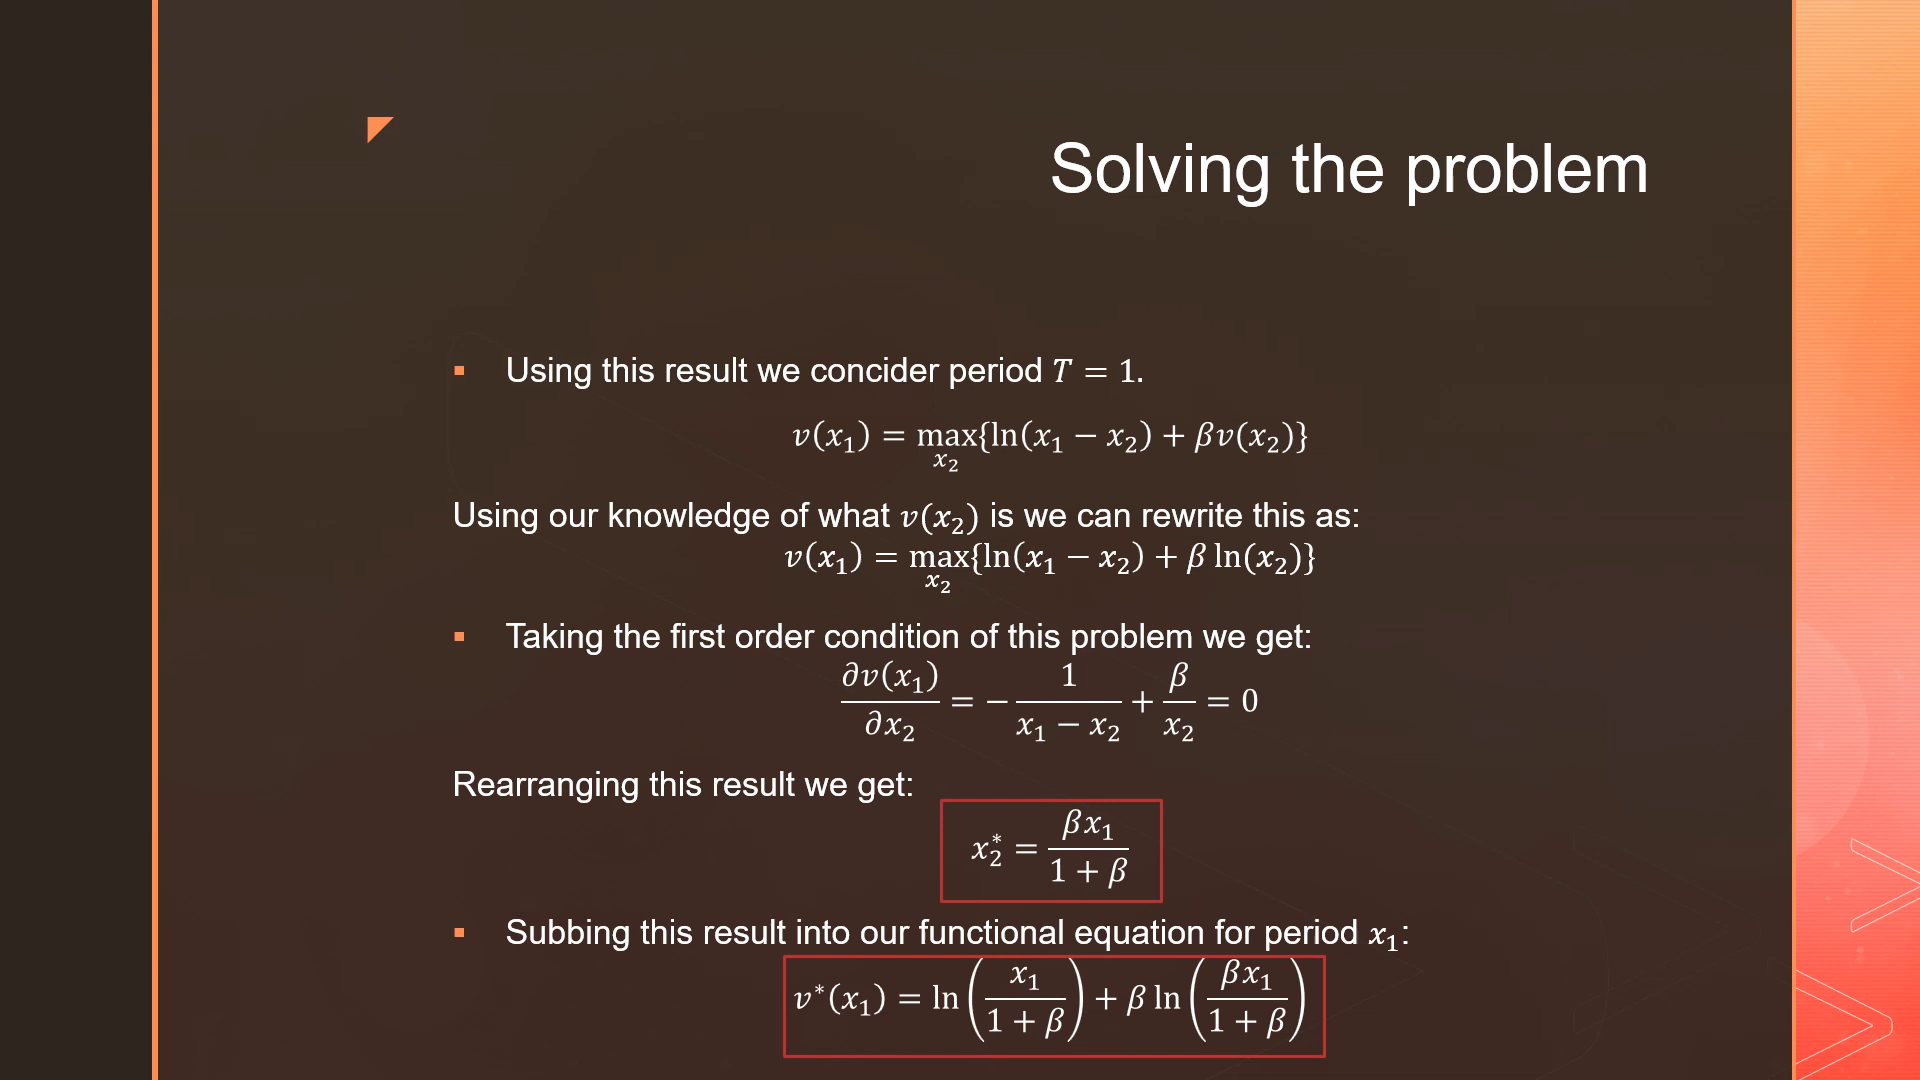 Solving the problem
▪ Using this result we concider period 𝑇 = 1.
𝑣(𝑥₁) = max{ln(𝑥₁ − 𝑥₂) + 𝛽𝑣(𝑥₂)}
𝑥₂
Using our knowledge of what 𝑣(𝑥₂) is we can rewrite this as:
𝑣(𝑥₁) = max{ln(𝑥₁ − 𝑥₂) + 𝛽 ln(𝑥₂)}
𝑥₂
▪ Taking the first order condition of this problem we get:
∂𝑣(𝑥₁)/∂𝑥₂ = − 1/(𝑥₁ − 𝑥₂) + 𝛽/𝑥₂ = 0
Rearranging this result we get:
𝑥₂* = 𝛽𝑥₁/(1 + 𝛽)
▪ Subbing this result into our functional equation for period 𝑥₁:
𝑣*(𝑥₁) = ln(𝑥₁/(1 + 𝛽)) + 𝛽 ln(𝛽𝑥₁/(1 + 𝛽))